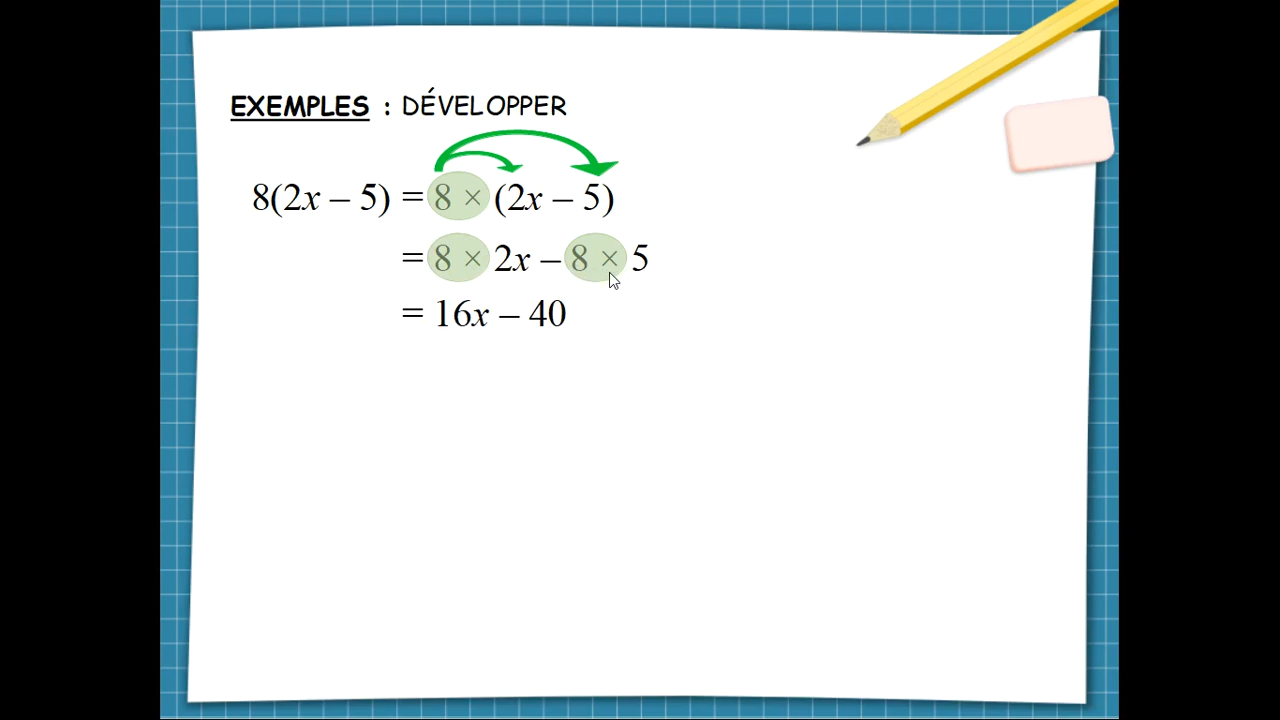 EXEMPLES : DÉVELOPPER
8(2x – 5) = 8 × (2x – 5)
= 8 × 2x – 8 × 5
= 16x – 40